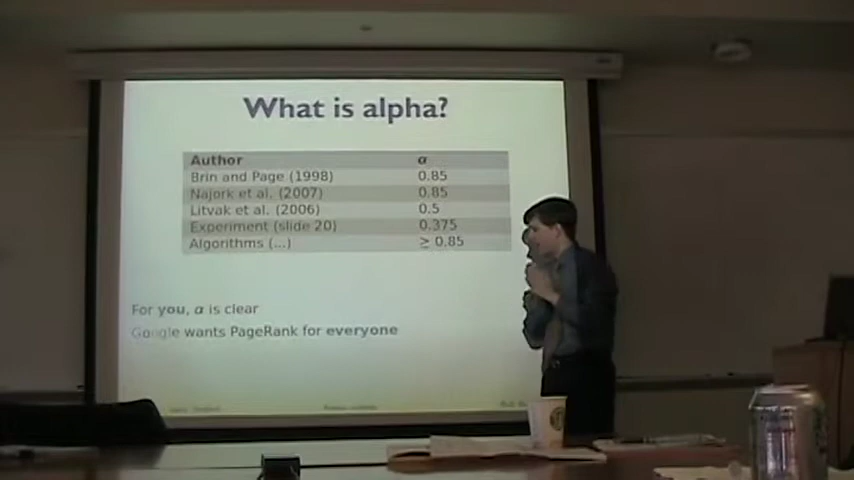 What is alpha?
Author α
Brin and Page (1998) 0.85
Najork et al. (2007) 0.85
Litvak et al. (2006) 0.5
Experiment (slide 20) 0.375
Algorithms (...) ≥ 0.85
For you, α is clear
Google wants PageRank for everyone